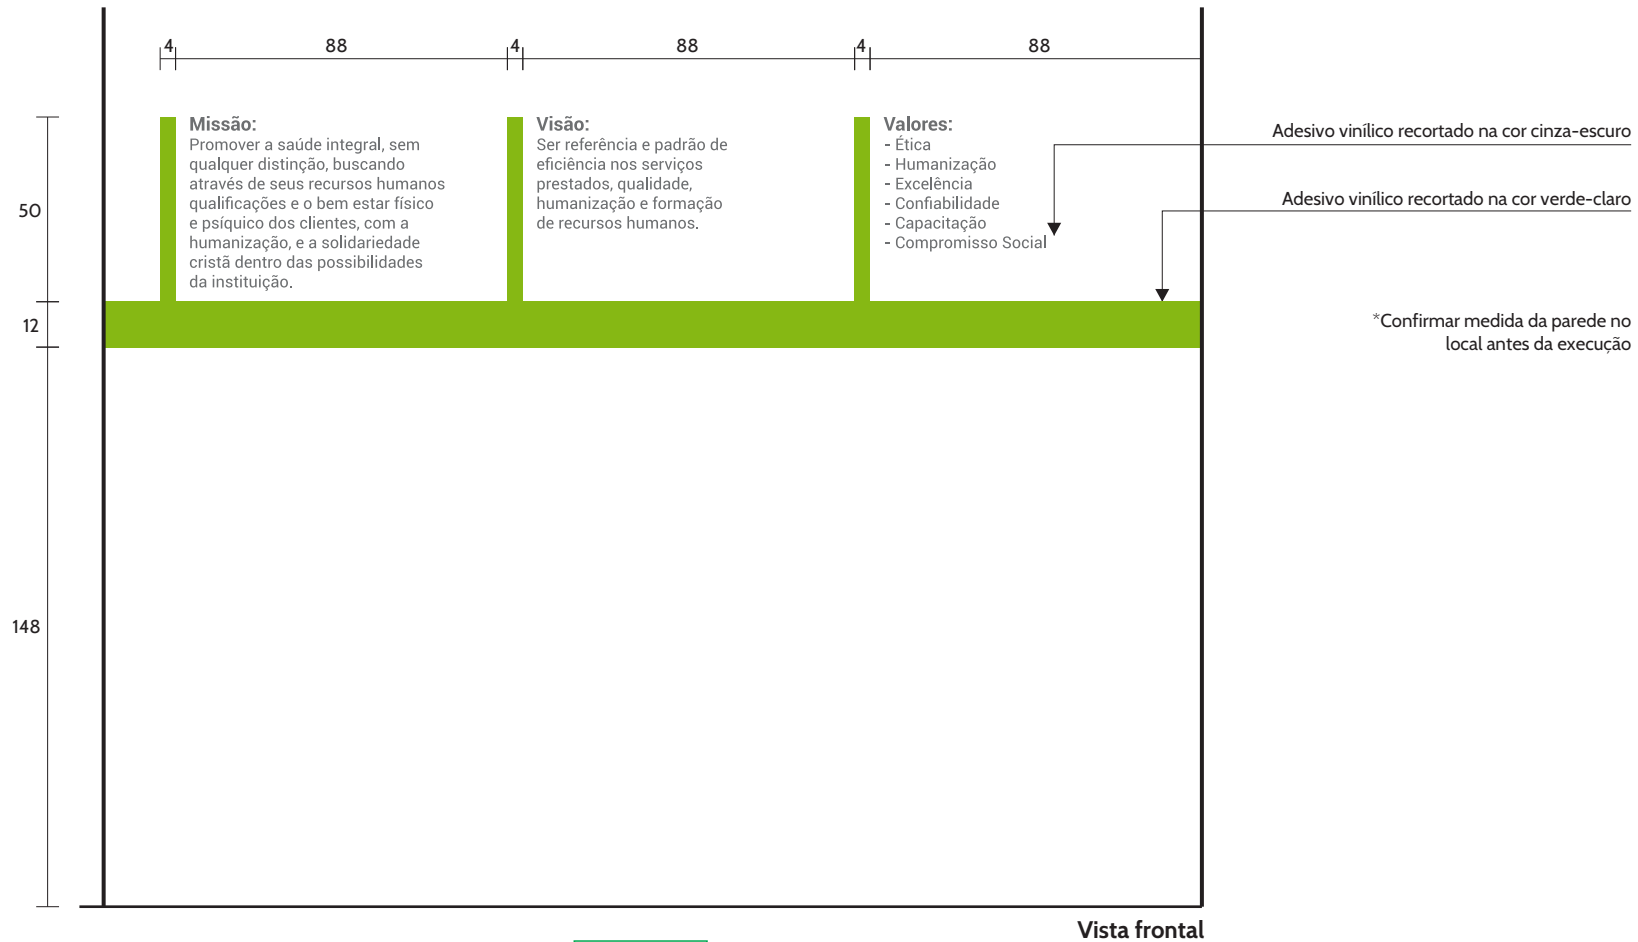 4 88 4 88 4 88
Missão:
Promover a saúde integral, sem
qualquer distinção, buscando
através de seus recursos humanos
qualificações e o bem estar físico
e psíquico dos clientes, com a
humanização, e a solidariedade
cristã dentro das possibilidades
da instituição.
Visão:
Ser referência e padrão de
eficiência nos serviços
prestados, qualidade,
humanização e formação
de recursos humanos.
Valores:
- Ética
- Humanização
- Excelência
- Confiabilidade
- Capacitação
- Compromisso Social
Adesivo vinílico recortado na cor cinza-escuro
Adesivo vinílico recortado na cor verde-claro
50
12
*Confirmar medida da parede no
local antes da execução
148
Vista frontal